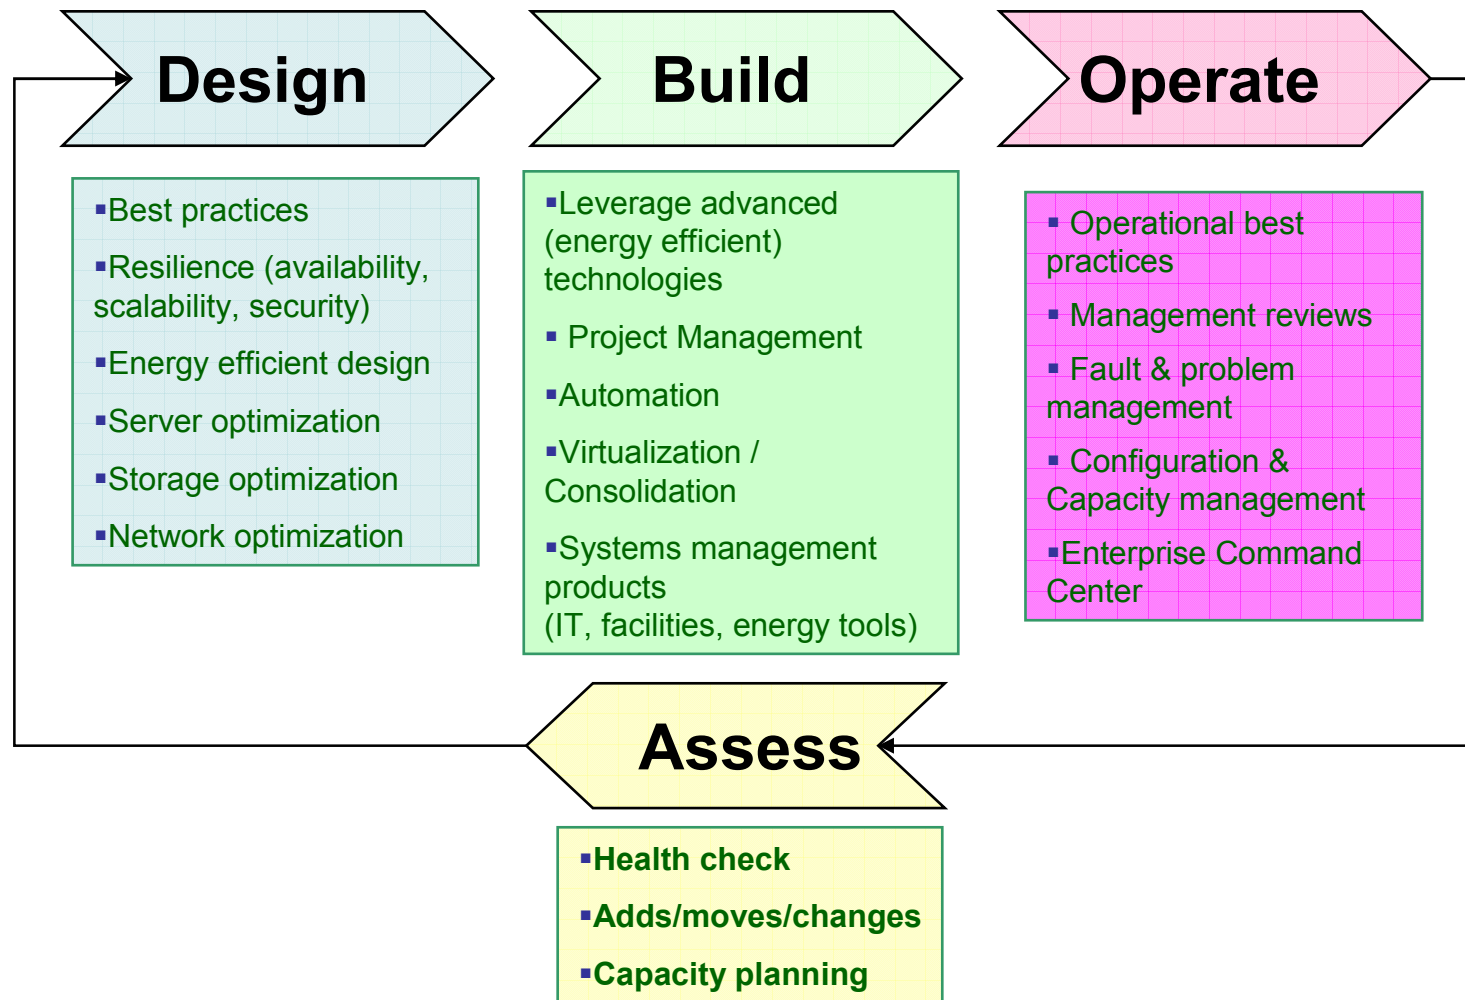 Design
Build
Operate
▪Best practices
▪Resilience (availability,
scalability, security)
▪Energy efficient design
▪Server optimization
▪Storage optimization
▪Network optimization
▪Leverage advanced
(energy efficient)
technologies
▪ Project Management
▪Automation
▪Virtualization /
Consolidation
▪Systems management
products
(IT, facilities, energy tools)
▪ Operational best
practices
▪ Management reviews
▪ Fault & problem
management
▪ Configuration &
Capacity management
▪Enterprise Command
Center
Assess
▪Health check
▪Adds/moves/changes
▪Capacity planning